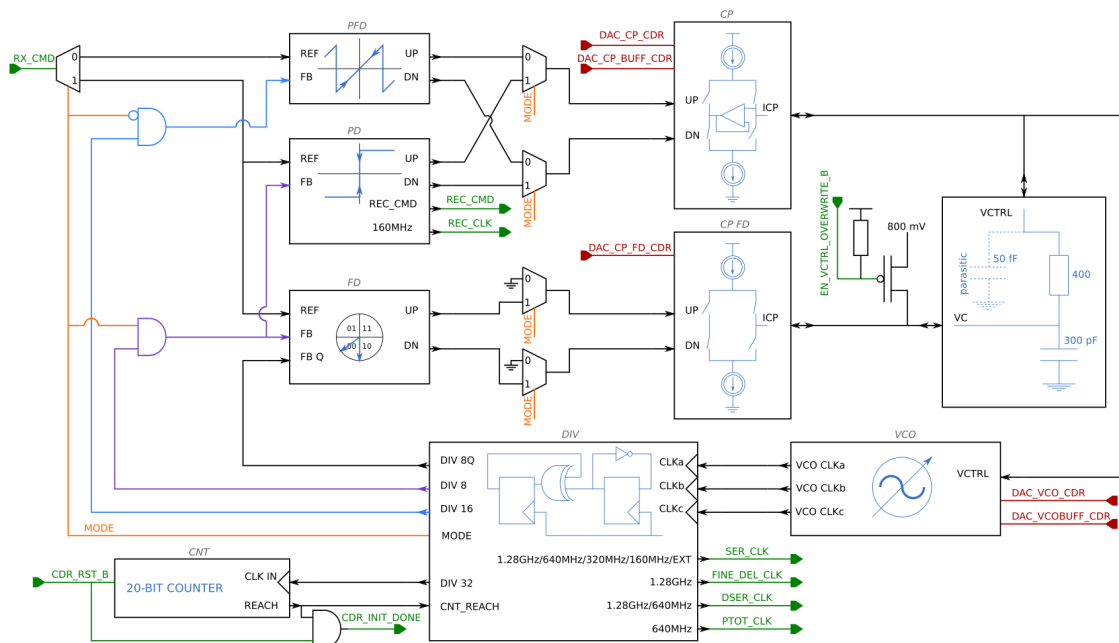 PFD
CP
RX_CMD
0
1
REF
FB
UP
DN
0
1
MODE
DAC_CP_CDR
DAC_CP_BUFF_CDR
UP
DN
ICP
PD
REF
FB
UP
DN
REC_CMD
160MHz
REC_CMD
REC_CLK
0
1
MODE
CP FD
DAC_CP_FD_CDR
UP
DN
ICP
EN_VCTRL_OVERWRITE_B
800 mV
VCTRL
50 fF
parasitic
400
VC
300 pF
FD
REF
FB
FB Q
01
11
00
10
UP
DN
0
1
MODE
0
1
MODE
DIV
DIV 8Q
DIV 8
DIV 16
MODE
MODE
DIV 32
CNT_REACH
CLKa
CLKb
CLKc
1.28GHz/640MHz/320MHz/160MHz/EXT
1.28GHz
1.28GHz/640MHz
640MHz
SER_CLK
FINE_DEL_CLK
DSER_CLK
PTOT_CLK
VCO
VCO CLKa
VCO CLKb
VCO CLKc
VCTRL
DAC_VCO_CDR
DAC_VCOBUFF_CDR
CNT
CDR_RST_B
20-BIT COUNTER
CLK IN
REACH
CDR_INIT_DONE